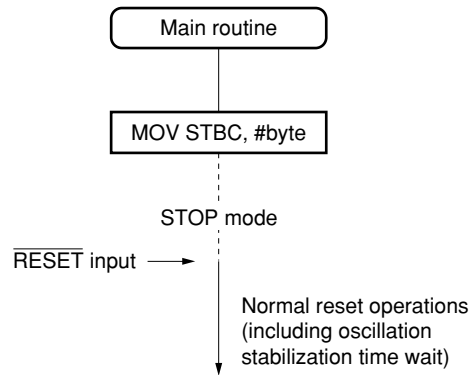 Main routine
MOV STBC, #byte
STOP mode
RESET input
Normal reset operations
(including oscillation
stabilization time wait)